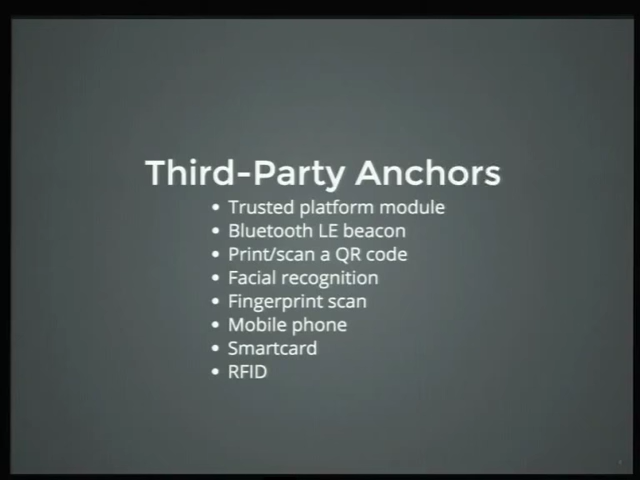 Third-Party Anchors
• Trusted platform module
• Bluetooth LE beacon
• Print/scan a QR code
• Facial recognition
• Fingerprint scan
• Mobile phone
• Smartcard
• RFID